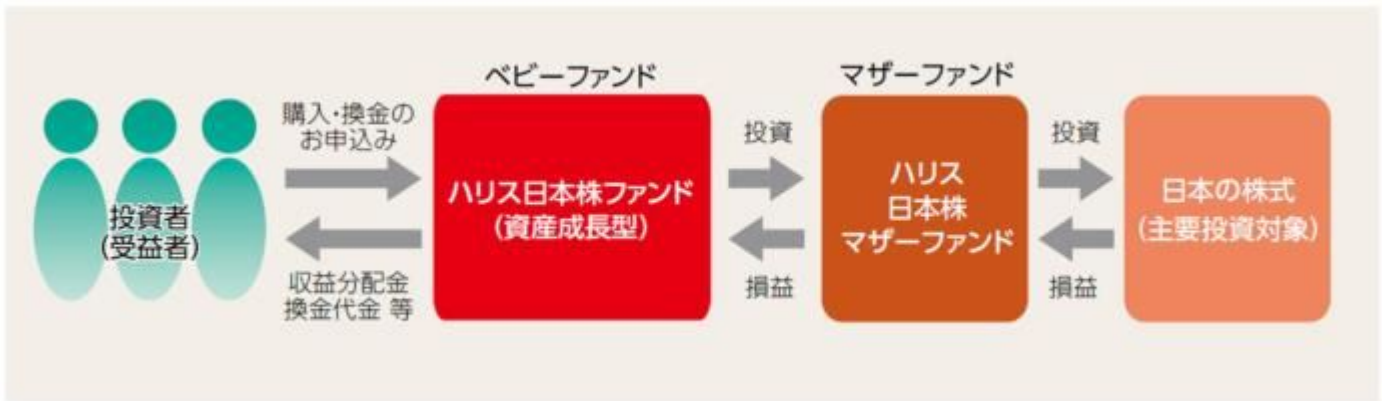 投資者
(受益者)
購入・換金の
お申込み
収益分配金
換金代金 等
ベビーファンド
ハリス日本株ファンド
(資産成長型)
投資
損益
マザーファンド
ハリス
日本株
マザーファンド
投資
損益
日本の株式
(主要投資対象)